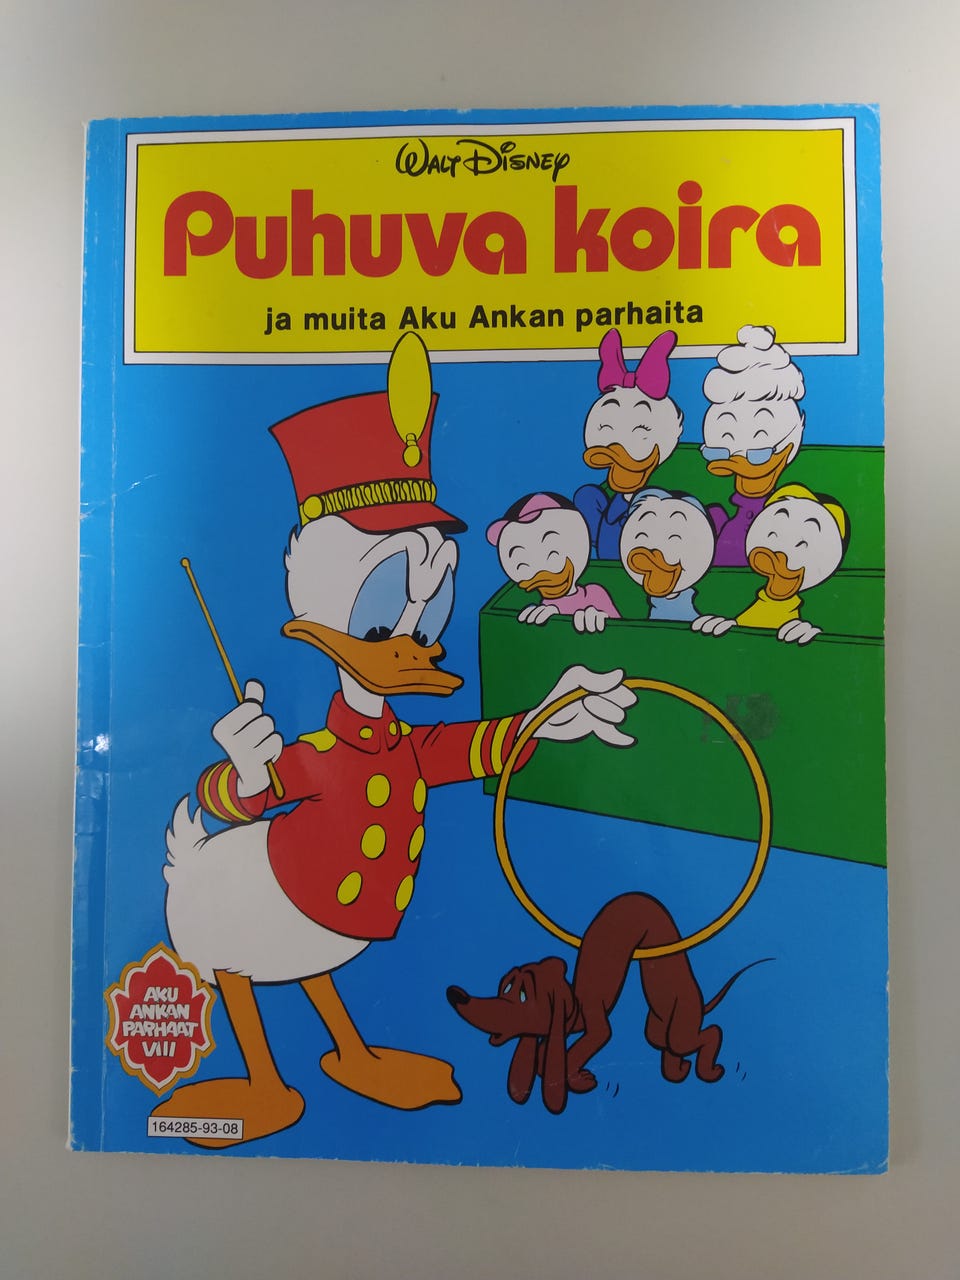 Walt Disney
Puhuva koira
ja muita Aku Ankan parhaita
AKU
ANKAN
PARHAAT
VIII
164285-93-08